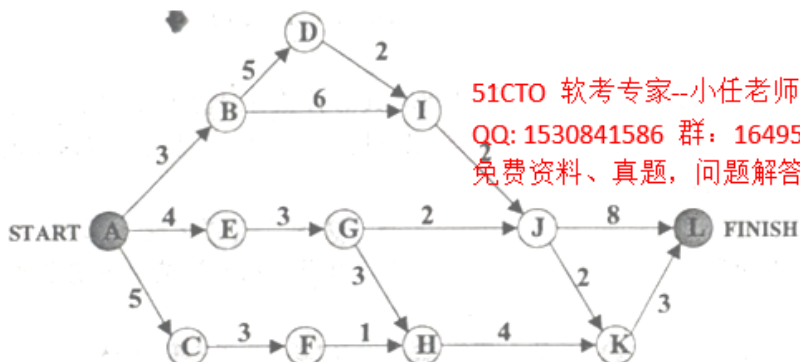 D
5
2
B
6
I
51CTO 软考专家--小任老师
QQ: 1530841586 群：16495
免费资料、真题，问题解答
3
2
START A 4 E 3 G 2 J 8 L FINISH
5
3
2
3
C 3 F 1 H 4 K